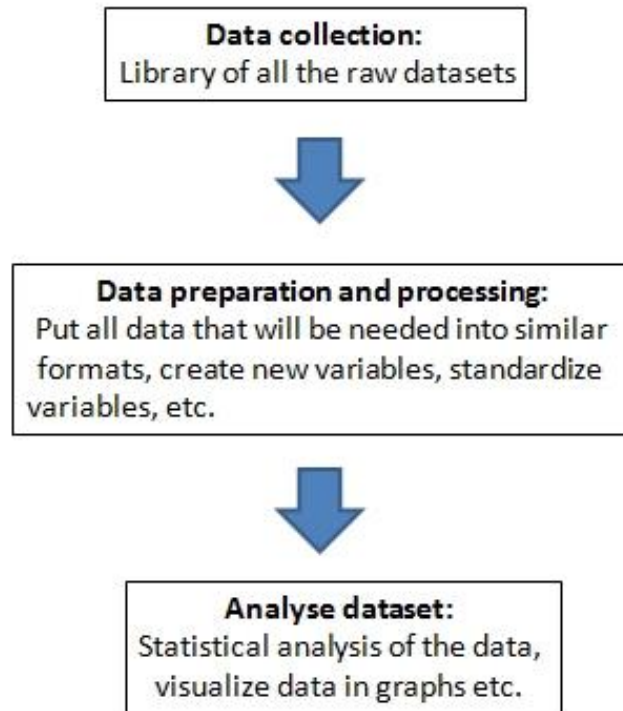 Data collection:
Library of all the raw datasets
Data preparation and processing:
Put all data that will be needed into similar
formats, create new variables, standardize
variables, etc.
Analyse dataset:
Statistical analysis of the data,
visualize data in graphs etc.